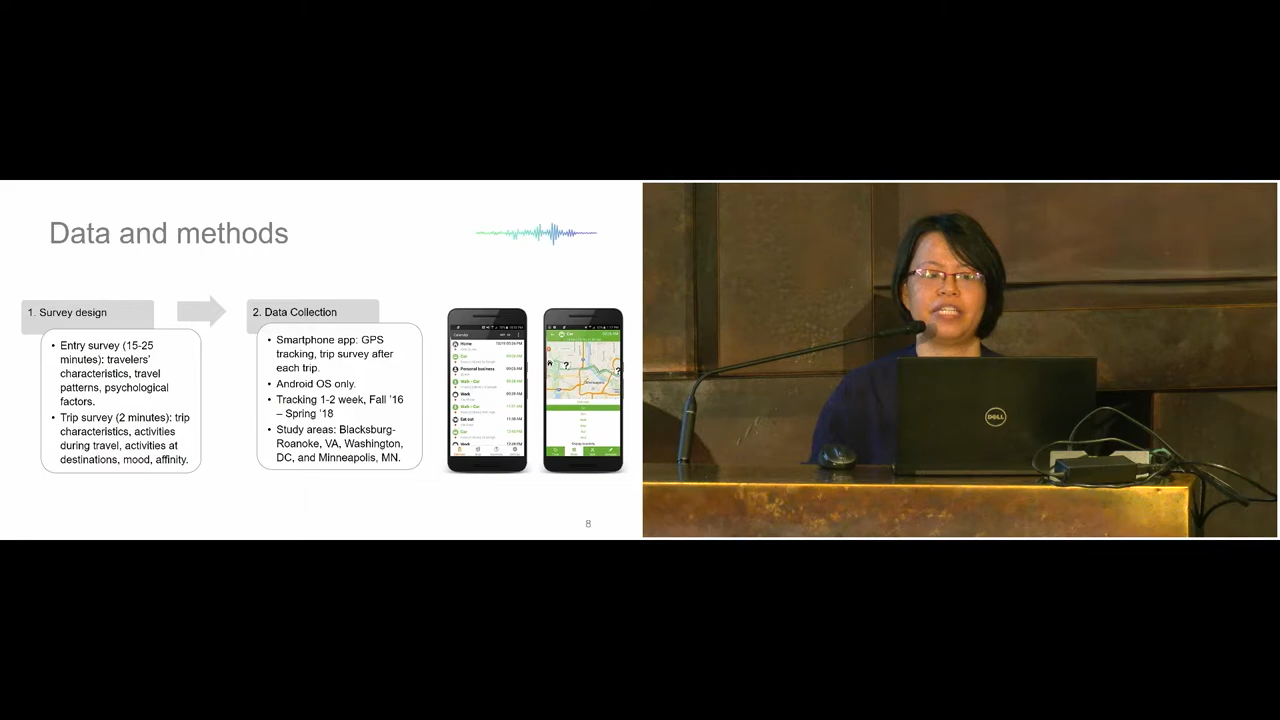 Data and methods
1. Survey design
• Entry survey (15-25
minutes): travelers'
characteristics, travel
patterns, psychological
factors.
• Trip survey (2 minutes): trip
characteristics, activities
during travel, activities at
destinations, mood, affinity.
2. Data Collection
• Smartphone app: GPS
tracking, trip survey after
each trip.
• Android OS only.
• Tracking 1-2 week, Fall '16
– Spring '18
• Study areas: Blacksburg-
Roanoke, VA, Washington,
DC, and Minneapolis, MN.
Calendar
Home
Car
Personal business
Walk - Car
Work
Walk - Car
Eat out
Car
Work
Car
?
?
Minneapolis
8
DELL